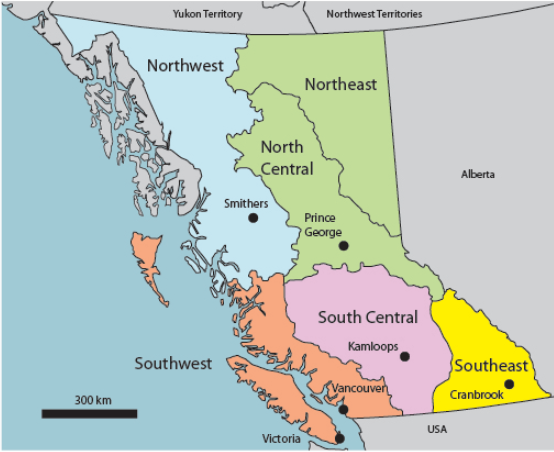 Yukon Territory
Northwest Territories
Northwest
Northeast
North
Central
Alberta
Smithers
Prince
George
South Central
Kamloops
Southwest
Southeast
Vancouver
Cranbrook
300 km
USA
Victoria